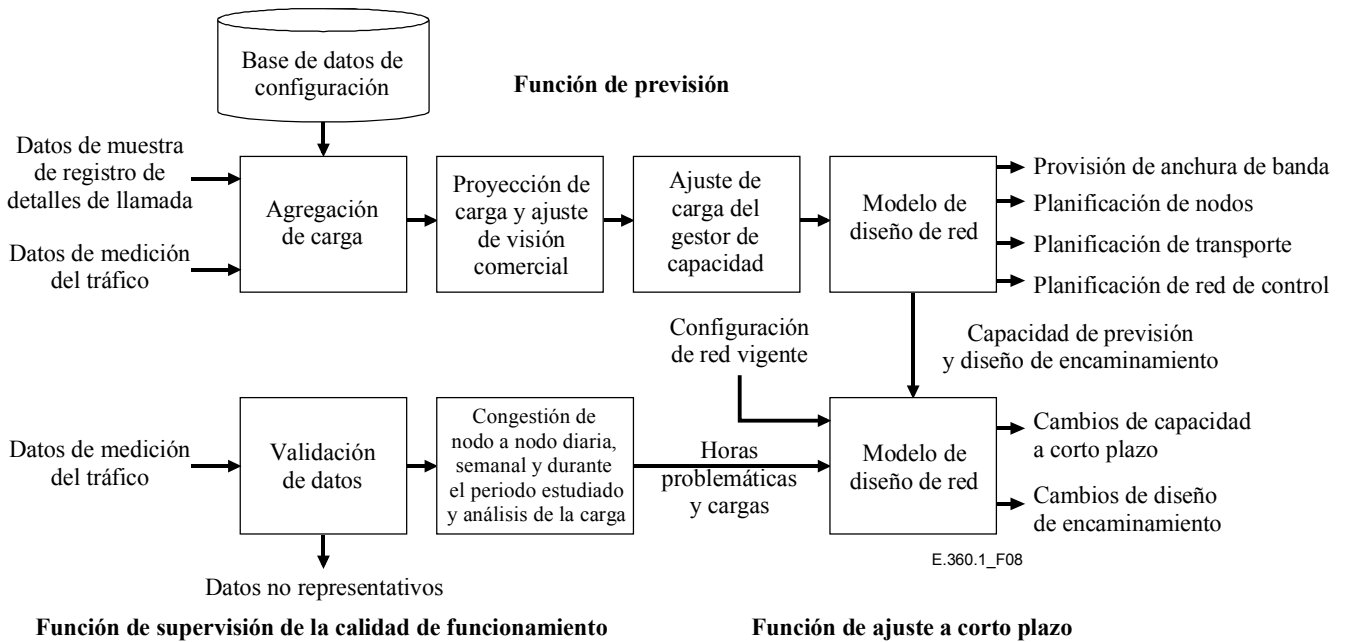 Base de datos de
configuración
Función de previsión
Datos de muestra
de registro de
detalles de llamada
Datos de medición
del tráfico
Agregación
de carga
Proyección de
carga y ajuste
de visión
comercial
Ajuste de
carga del
gestor de
capacidad
Modelo de
diseño de red
Provisión de anchura de banda
Planificación de nodos
Planificación de transporte
Planificación de red de control
Configuración
de red vigente
Capacidad de previsión
y diseño de encaminamiento
Datos de medición
del tráfico
Validación
de datos
Congestión de
nodo a nodo diaria,
semanal y durante
el periodo estudiado
y análisis de la carga
Horas
problemáticas
y cargas
Modelo de
diseño de red
Cambios de capacidad
a corto plazo
Cambios de diseño
de encaminamiento
E.360.1_F08
Datos no representativos
Función de supervisión de la calidad de funcionamiento
Función de ajuste a corto plazo